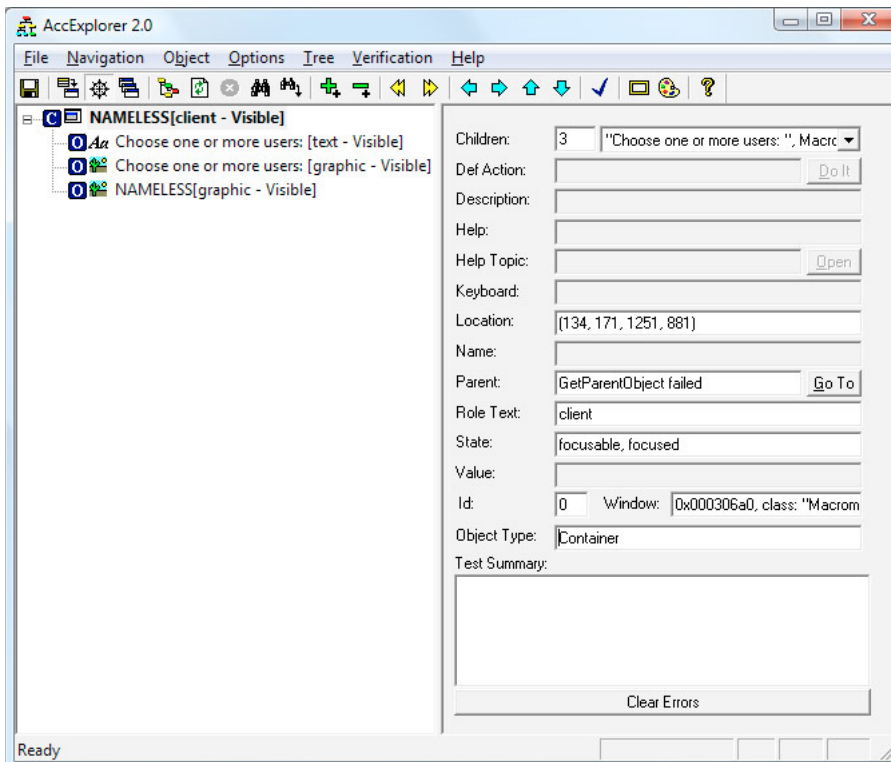 AccExplorer 2.0
File Navigation Object Options Tree Verification Help
NAMELESS[client - Visible]
Aa Choose one or more users: [text - Visible]
Choose one or more users: [graphic - Visible]
NAMELESS[graphic - Visible]
Children: 3 "Choose one or more users: ", Macrc
Def Action: Do It
Description:
Help:
Help Topic: Open
Keyboard:
Location: (134, 171, 1251, 881)
Name:
Parent: GetParentObject failed Go To
Role Text: client
State: focusable, focused
Value:
Id: 0 Window: 0x000306a0, class: "Macrom
Object Type: Container
Test Summary:
Clear Errors
Ready